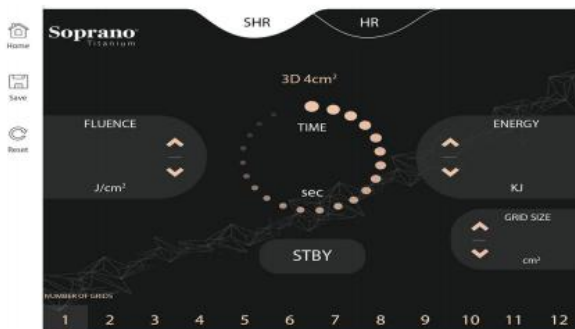 SHR
HR
Home
Soprano
Titanium
Save
Reset
3D 4cm²
FLUENCE
J/cm²
TIME
sec
ENERGY
KJ
GRID SIZE
cm²
STBY
NUMBER OF GRIDS
1 2 3 4 5 6 7 8 9 10 11 12